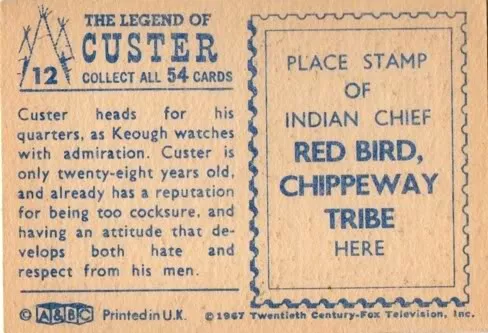 THE LEGEND OF
CUSTER
12
COLLECT ALL 54 CARDS
Custer heads for his
quarters, as Keough watches
with admiration. Custer is
only twenty-eight years old,
and already has a reputation
for being too cocksure, and
having an attitude that de-
velops both hate and
respect from his men.
PLACE STAMP
OF
INDIAN CHIEF
RED BIRD,
CHIPPEWAY
TRIBE
HERE
© A&BC Printed in U.K. © 1967 Twentieth Century-Fox Television, Inc.